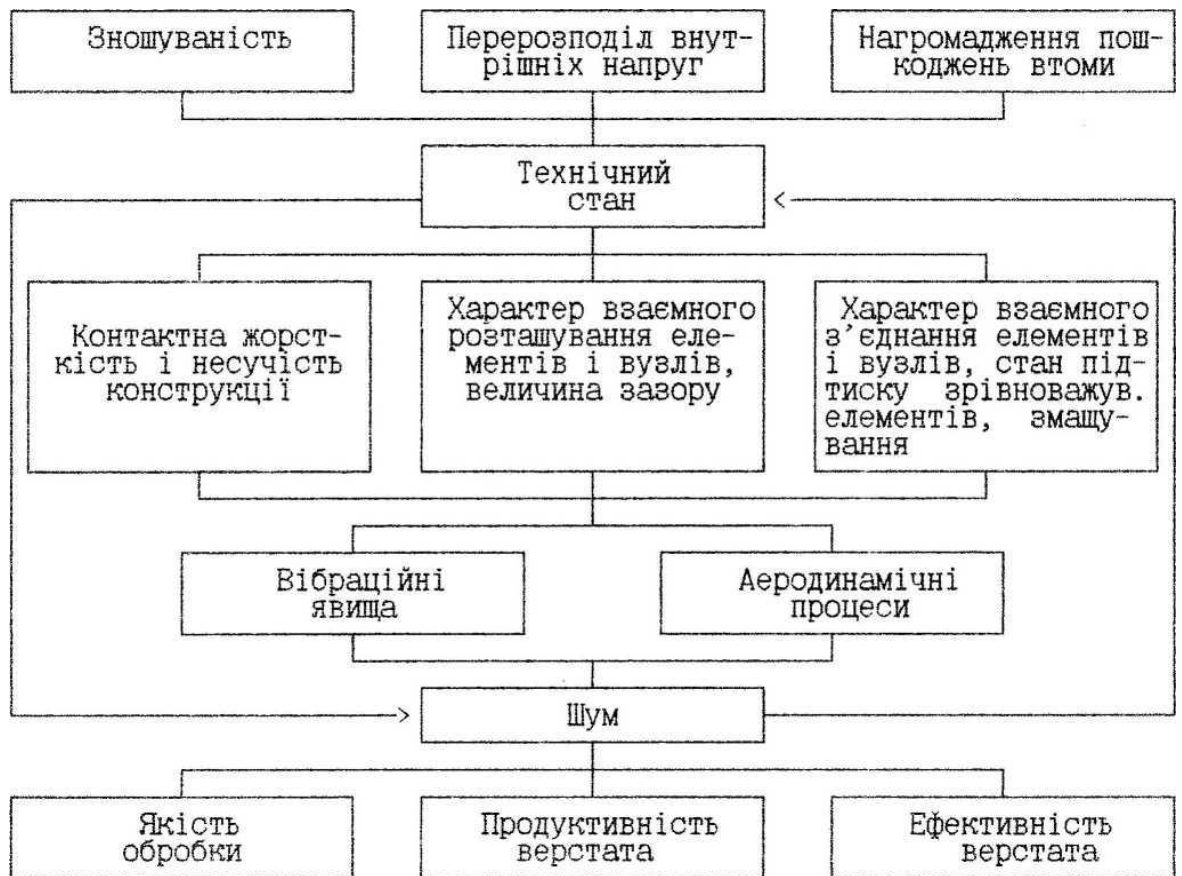 Зношуваність
Перерозподіл внут-
рішніх напруг
Нагромадження пош-
коджень втоми
Технічний
стан
<
Контактна жорст-
кість і несучість
конструкції
Характер взаємного
розташування еле-
ментів і вузлів,
величина зазору
Характер взаємного
з'єднання елементів
і вузлів, стан під-
тиску зрівноважув.
елементів, змащу-
вання
Вібраційні
явища
Аеродинамічні
процеси
>
Шум
Якість
обробки
Продуктивність
верстата
Ефективність
верстата